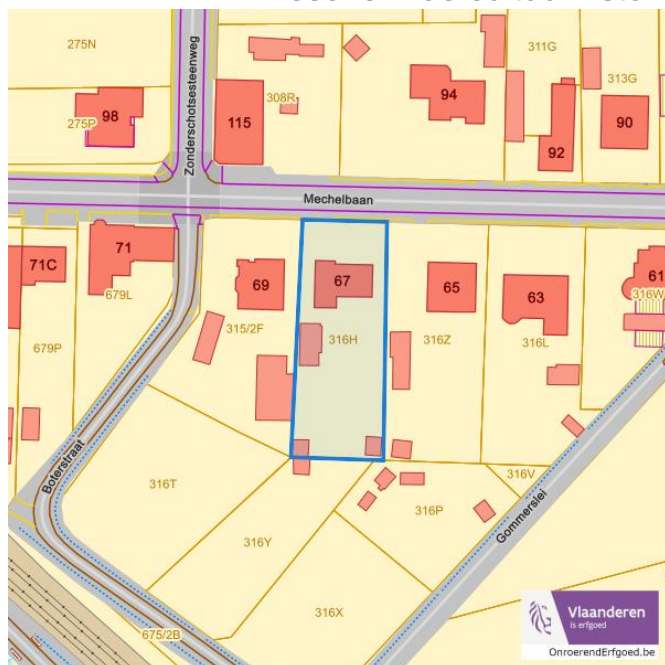 275N
311G
313G
98
275P
115
308R
94
92
90
Zonderschotsesteenweg
Mechelbaan
71C
71
679L
69
67
65
63
61
316W
315/2F
316H
316Z
316L
679P
316T
316V
Boterstraat
316P
Gommerslei
316Y
316X
675/2B
Vlaanderen
is erfgoed
OnroerendErfgoed.be